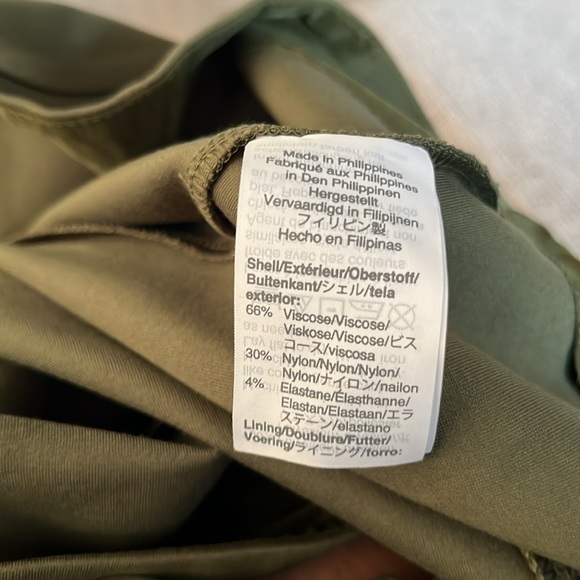 Made in Philippines
Fabriqué aux Philippines
in Den Philippinen
Hergestellt
Vervaardigd in Filipijnen
フィリピン製
Hecho en Filipinas
Shell/Extérieur/Oberstoff/
Buitenkant/シェル/tela
exterior:
66% Viscose/Viscose/
Viskose/Viscose/ビス
コース/viscosa
30% Nylon/Nylon/Nylon/
Nylon/ナイロン/nailon
4% Elastane/Élasthanne/
Elastan/Elastaan/エラ
ステーン/elastano
Lining/Doublure/Futter/
Voering/ライニング/forro: